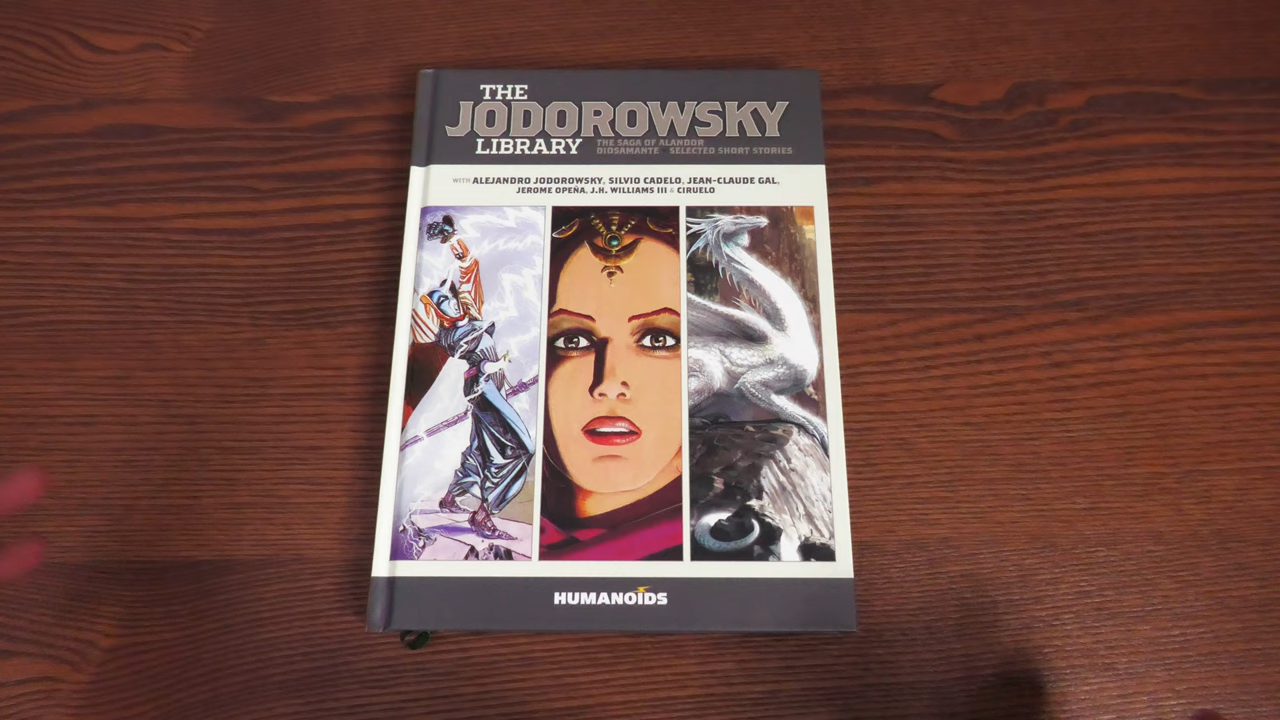 THE
JODOROWSKY
LIBRARY
THE SAGA OF ALANDOR
DIOSAMANTE SELECTED SHORT STORIES
WITH ALEJANDRO JODOROWSKY, SILVIO CADELO, JEAN-CLAUDE GAL,
JEROME OPEÑA, J.H. WILLIAMS III & CIRUELO
HUMANOIDS